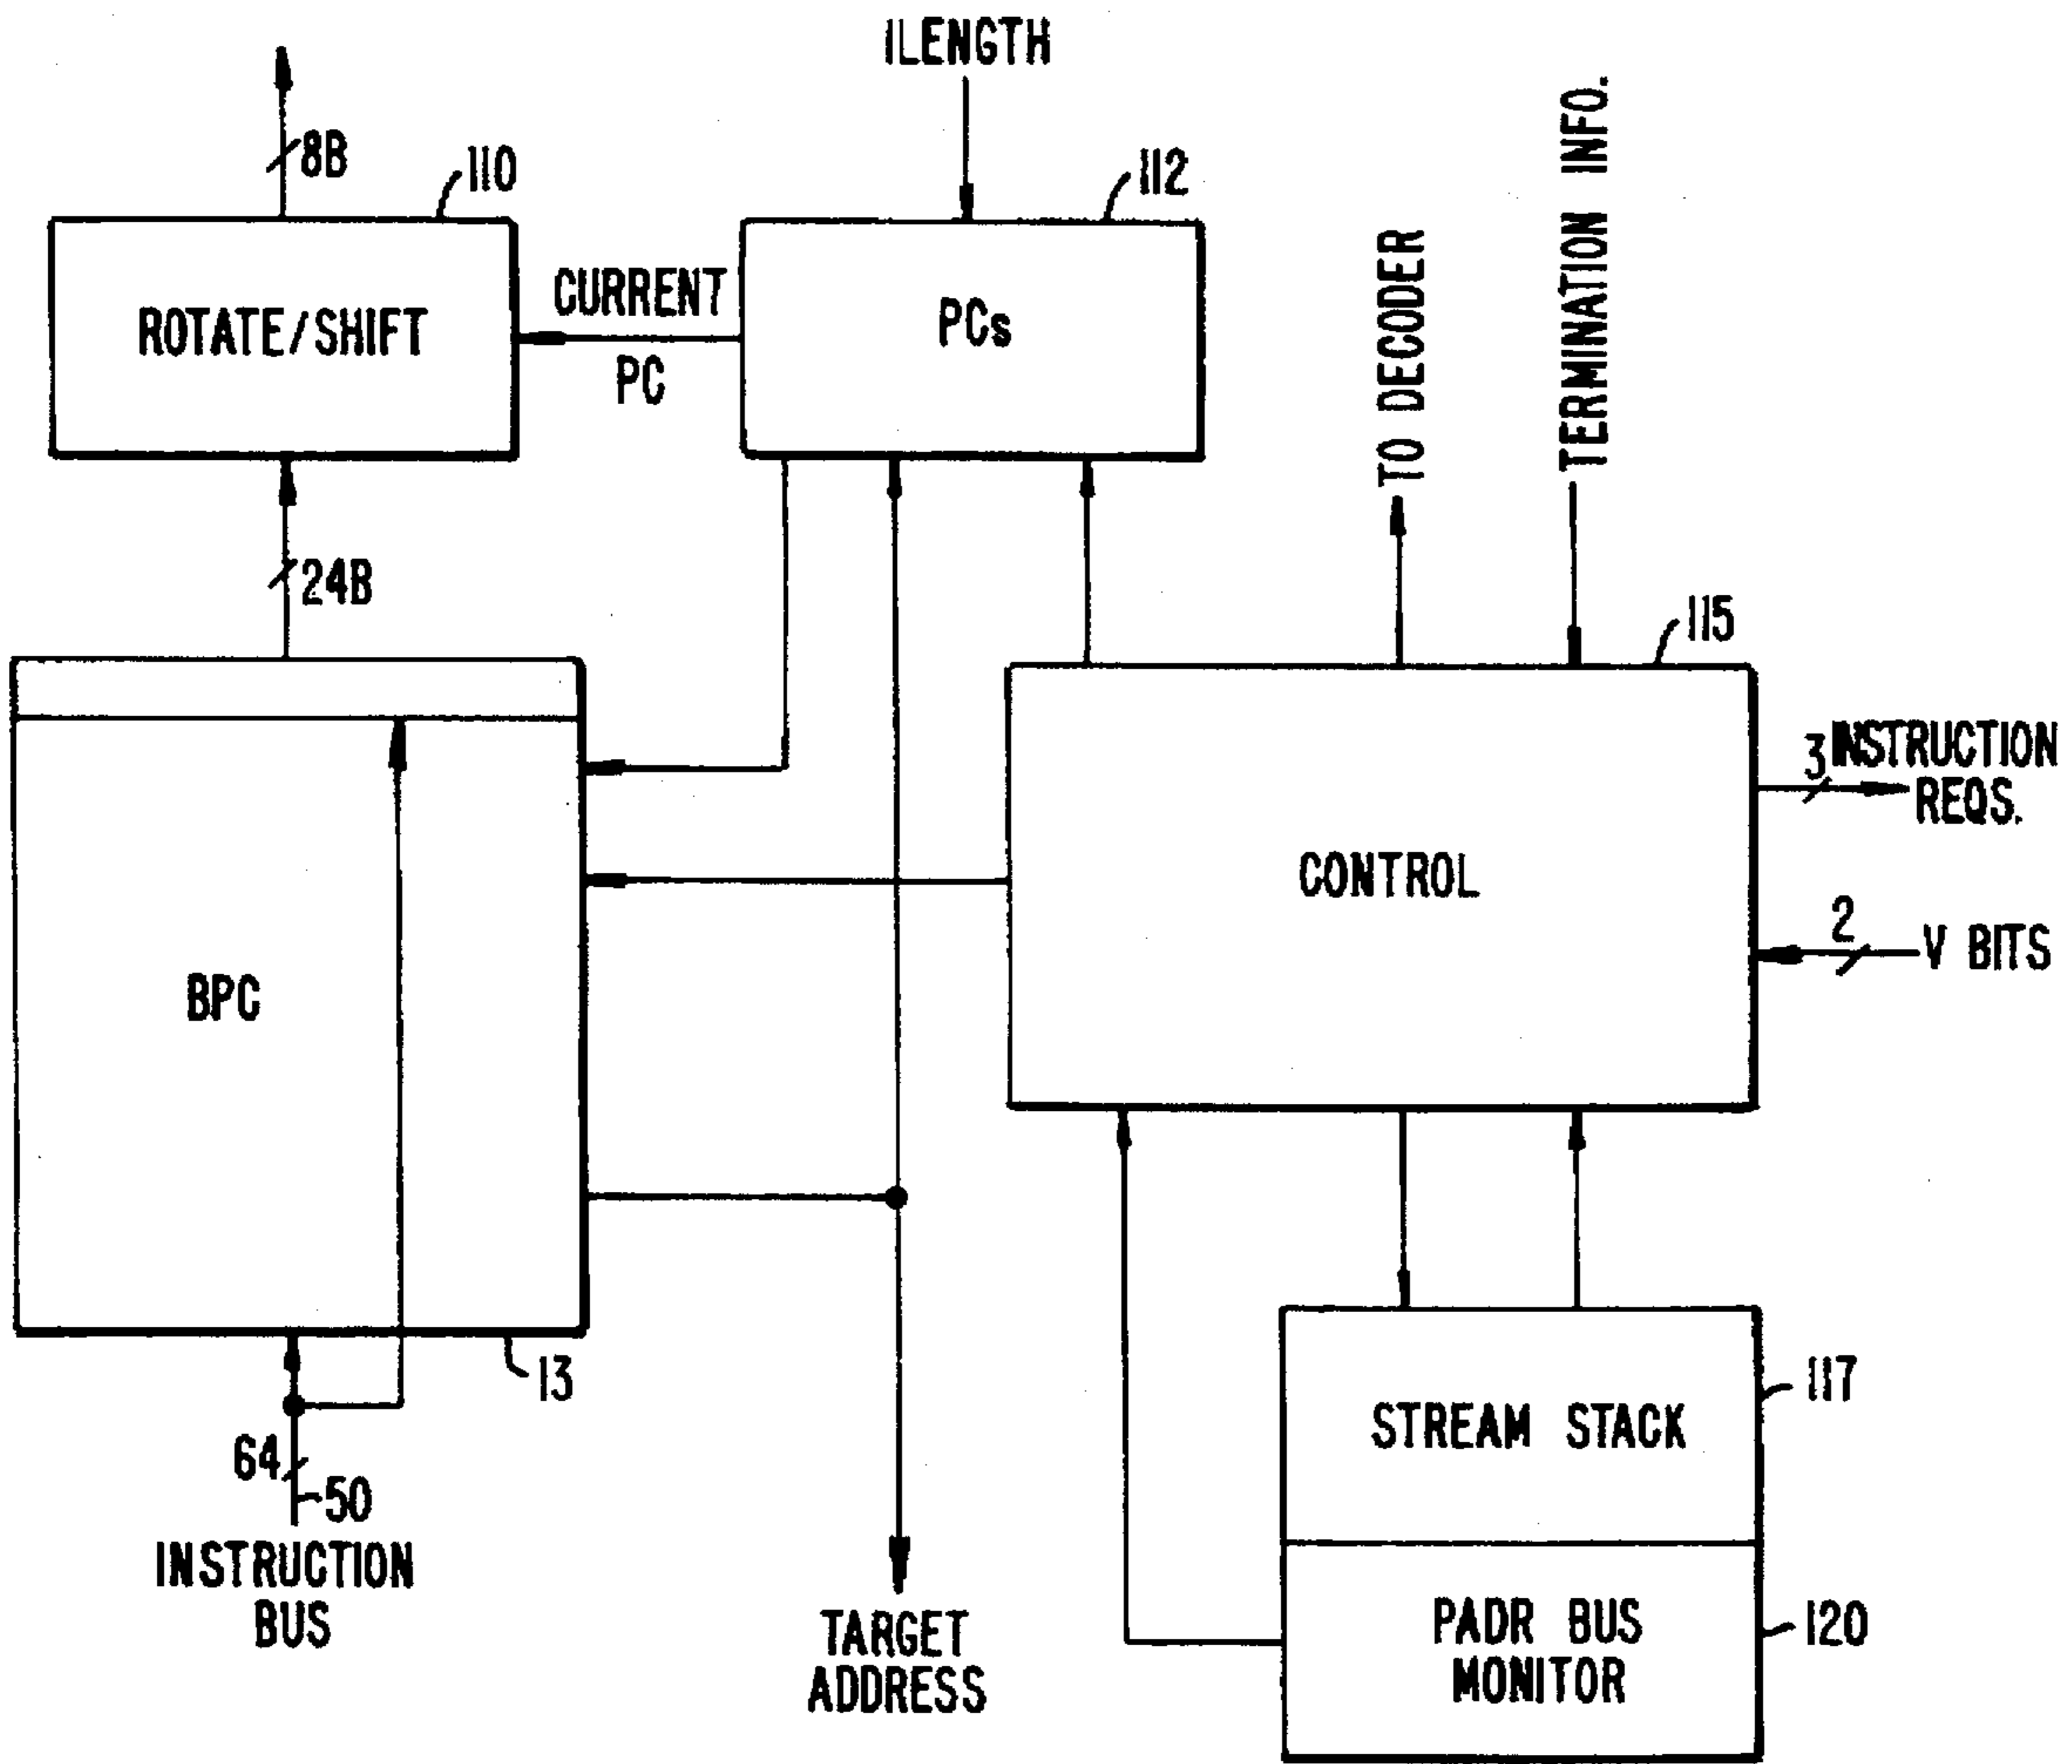 ILENGTH
8B
110
112
ROTATE/SHIFT
CURRENT
PC
PCs
TO DECODER
TERMINATION INFO.
24B
115
3
INSTRUCTION
REQS.
CONTROL
2
V BITS
BPC
13
64
50
INSTRUCTION
BUS
TARGET
ADDRESS
117
STREAM STACK
120
PADR BUS
MONITOR